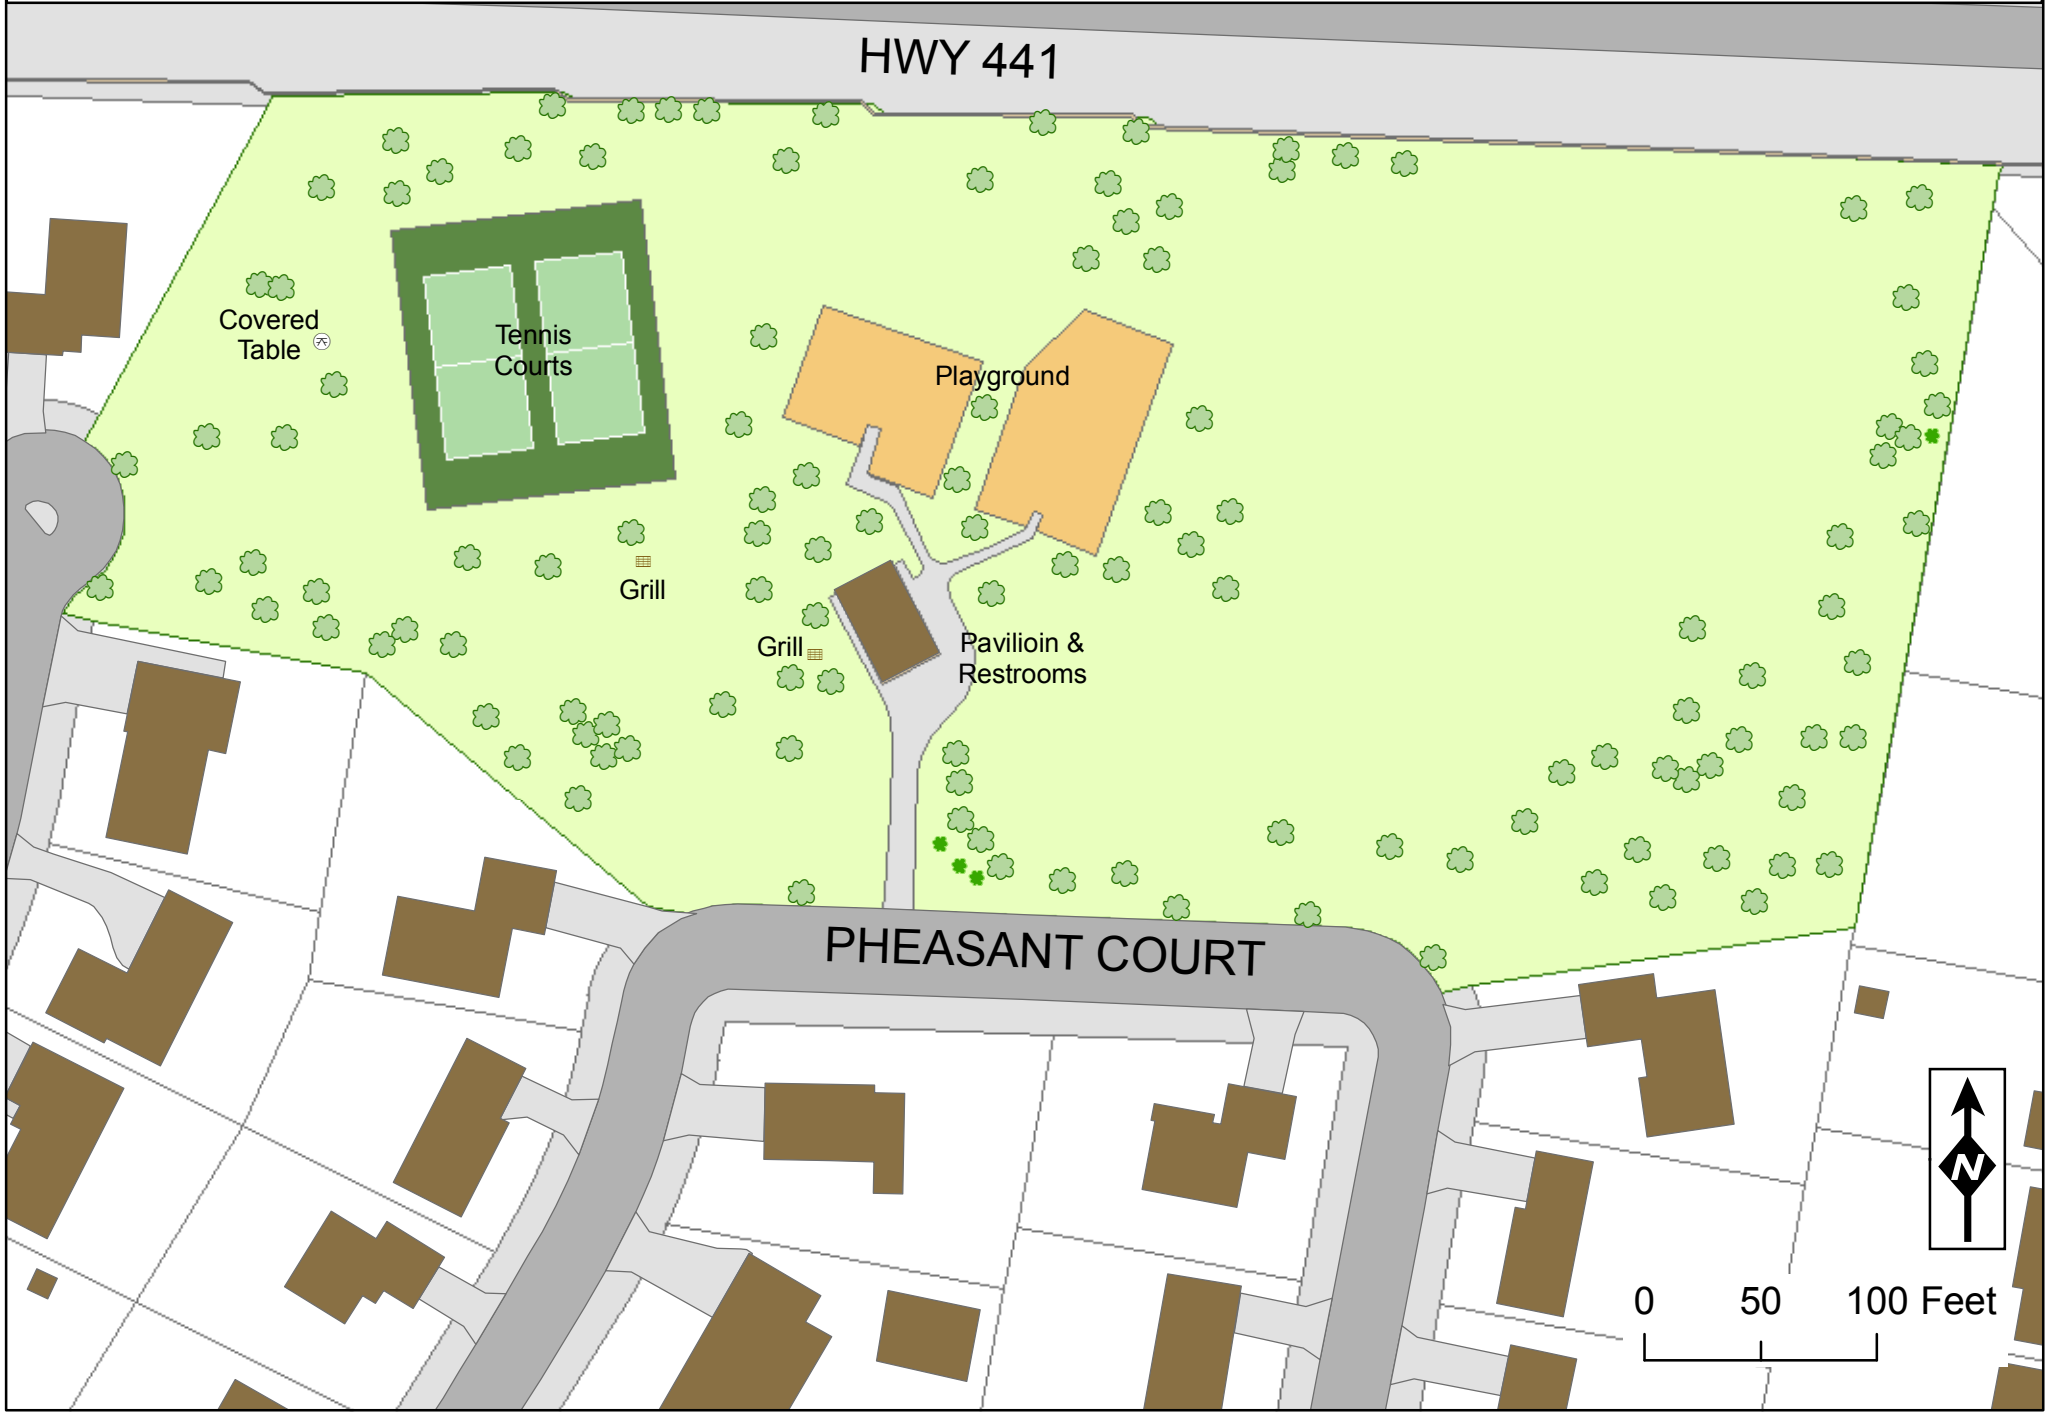 HWY 441
Covered
Table
Tennis
Courts
Playground
Grill
Grill
Pavilioin &
Restrooms
PHEASANT COURT
N
0 50 100 Feet